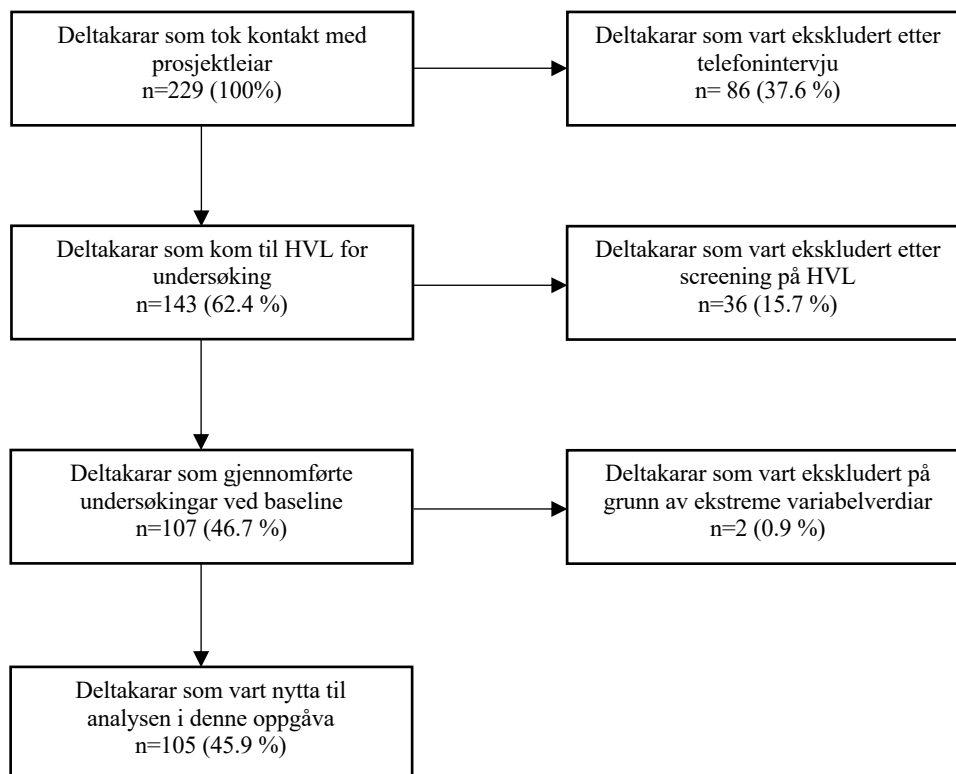 Deltakarar som tok kontakt med
prosjektleiar
n=229 (100%)
Deltakarar som vart ekskludert etter
telefonintervju
n= 86 (37.6 %)
Deltakarar som kom til HVL for
undersøking
n=143 (62.4 %)
Deltakarar som vart ekskludert etter
screening på HVL
n=36 (15.7 %)
Deltakarar som gjennomførte
undersøkingar ved baseline
n=107 (46.7 %)
Deltakarar som vart ekskludert på
grunn av ekstreme variabelverdiar
n=2 (0.9 %)
Deltakarar som vart nytta til
analysen i denne oppgåva
n=105 (45.9 %)